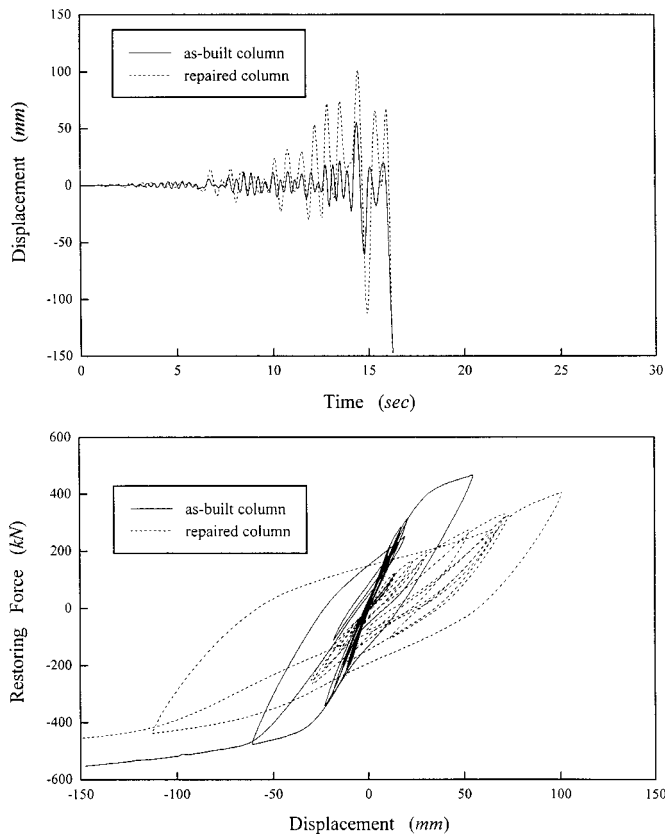 150
100
50
0
-50
-100
-150
Displacement (mm)
as-built column
repaired column
0 5 10 15 20 25 30
Time (sec)
600
400
200
0
-200
-400
-600
Restoring Force (kN)
as-built column
repaired column
-150 -100 -50 0 50 100 150
Displacement (mm)